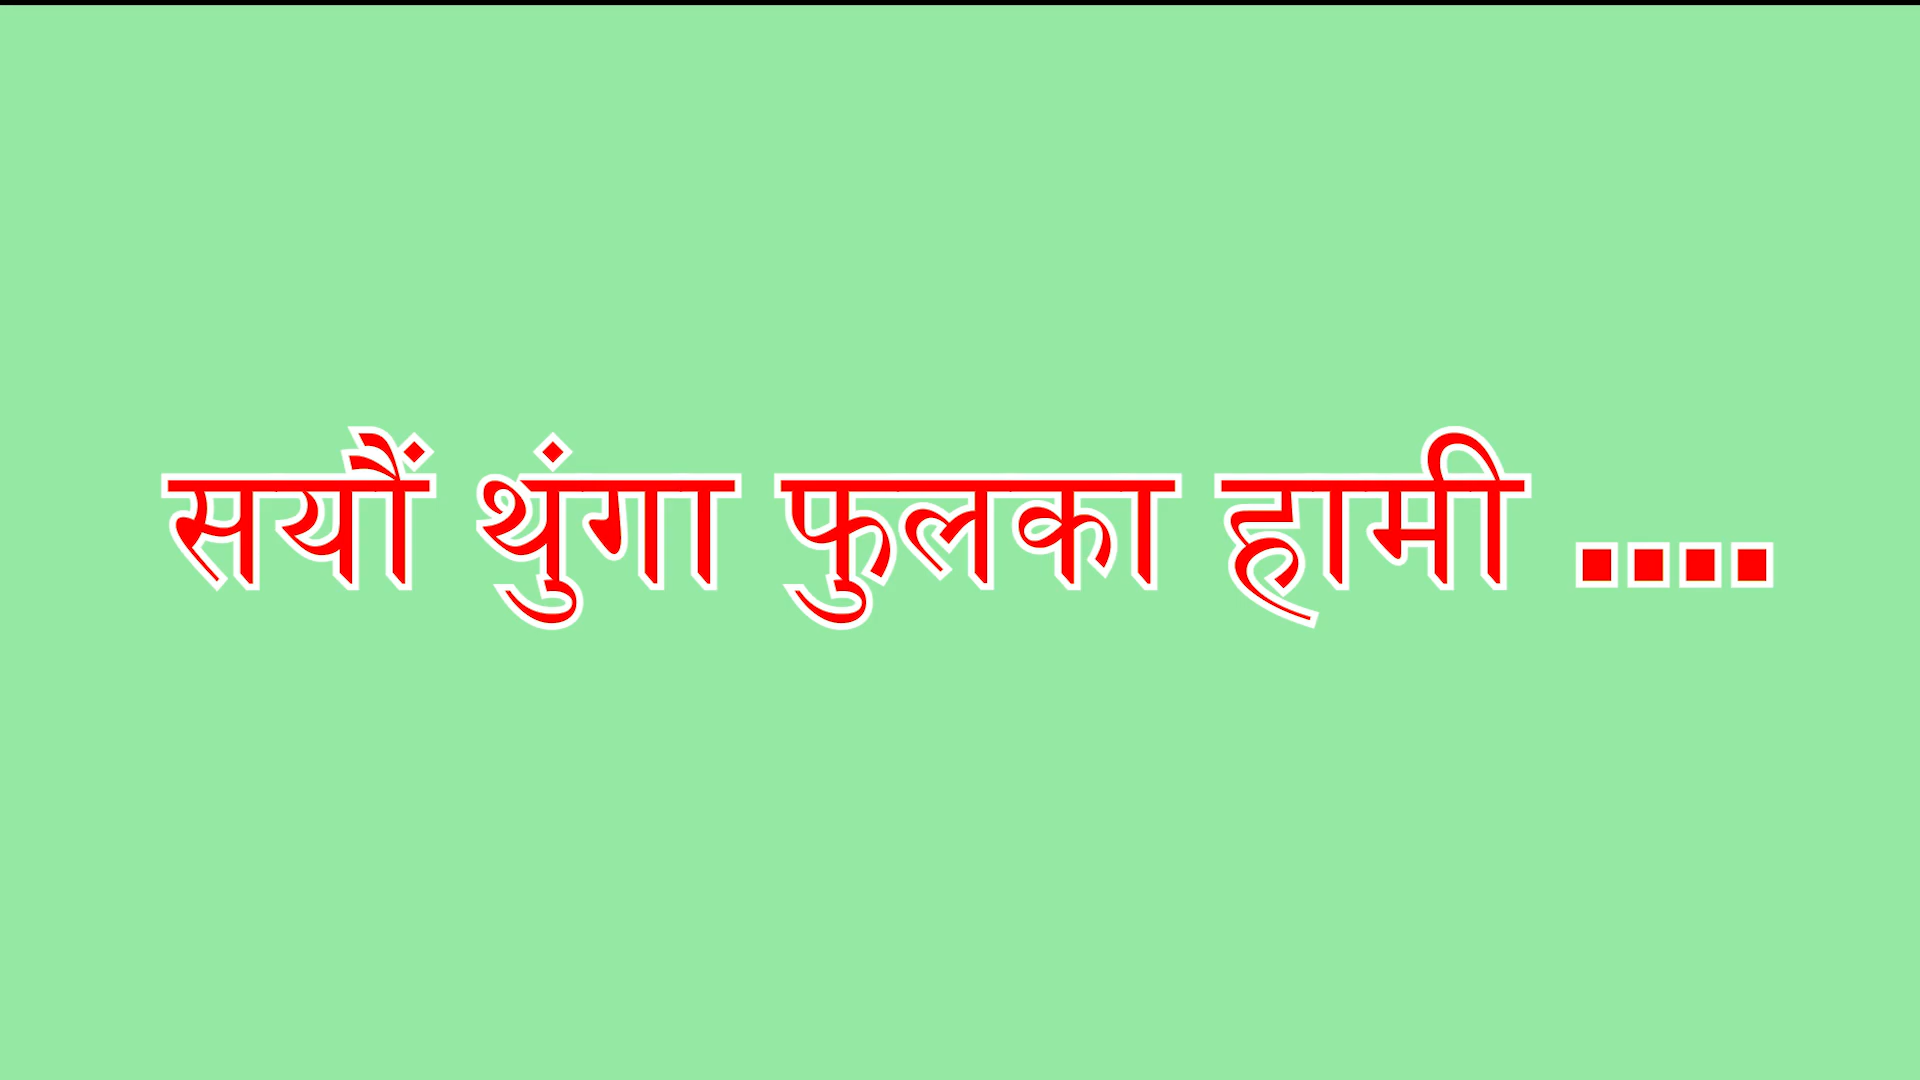 सयौं थुंगा फुलका हामी ....